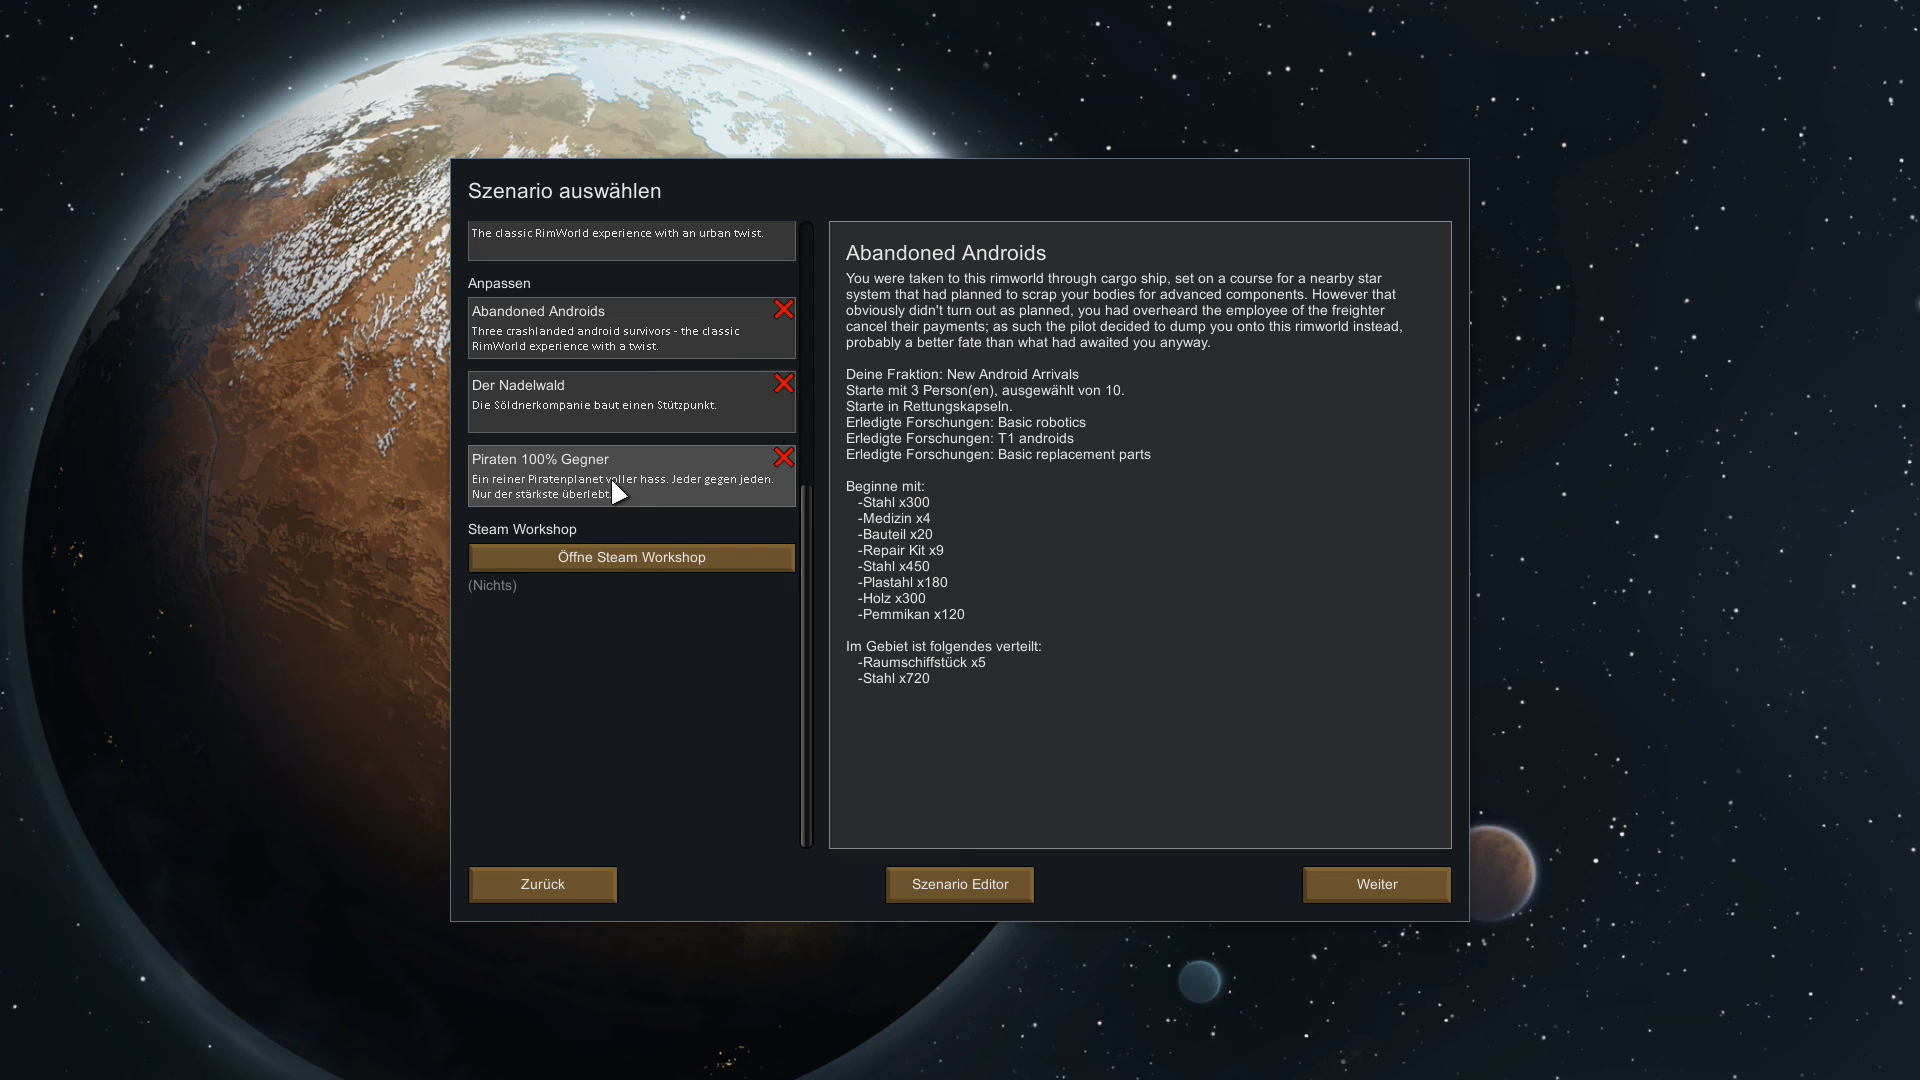 Szenario auswählen
The classic RimWorld experience with an urban twist.
Anpassen
Abandoned Androids
Three crashlanded android survivors - the classic
RimWorld experience with a twist.
Der Nadelwald
Die Söldnerkompanie baut einen Stützpunkt.
Piraten 100% Gegner
Ein reiner Piratenplanet voller hass. Jeder gegen jeden.
Nur der stärkste überlebt.
Steam Workshop
Öffne Steam Workshop
(Nichts)
Abandoned Androids
You were taken to this rimworld through cargo ship, set on a course for a nearby star
system that had planned to scrap your bodies for advanced components. However that
obviously didn't turn out as planned, you had overheard the employee of the freighter
cancel their payments; as such the pilot decided to dump you onto this rimworld instead,
probably a better fate than what had awaited you anyway.
Deine Fraktion: New Android Arrivals
Starte mit 3 Person(en), ausgewählt von 10.
Starte in Rettungskapseln.
Erledigte Forschungen: Basic robotics
Erledigte Forschungen: T1 androids
Erledigte Forschungen: Basic replacement parts
Beginne mit:
-Stahl x300
-Medizin x4
-Bauteil x20
-Repair Kit x9
-Stahl x450
-Plastahl x180
-Holz x300
-Pemmikan x120
Im Gebiet ist folgendes verteilt:
-Raumschiffstück x5
-Stahl x720
Zurück
Szenario Editor
Weiter